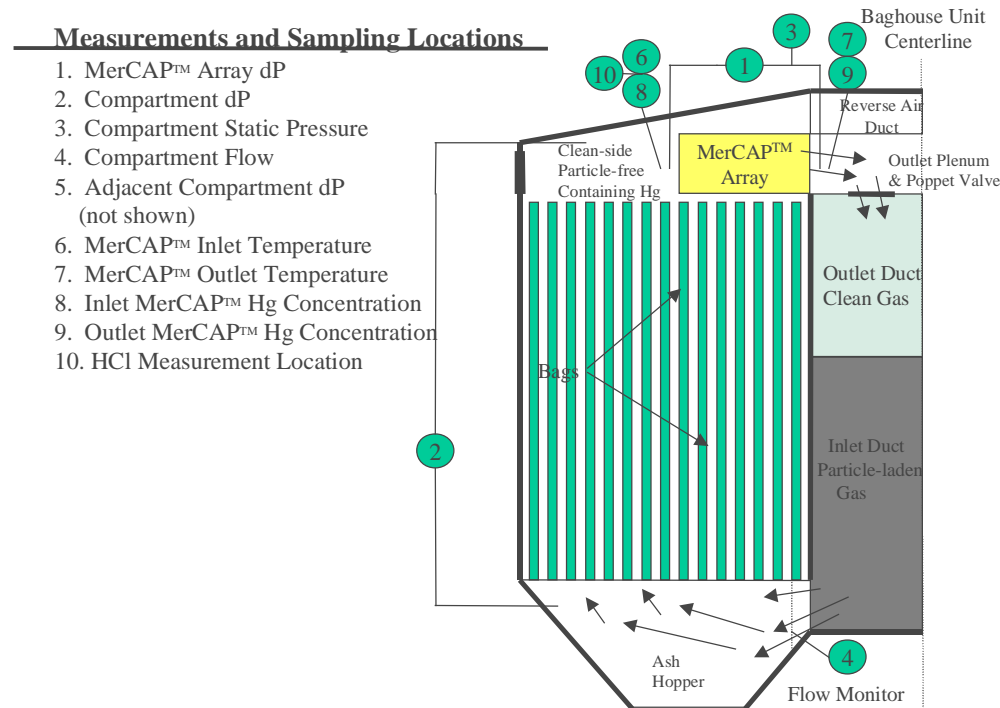 Measurements and Sampling Locations
1. MerCAP™ Array dP
2. Compartment dP
3. Compartment Static Pressure
4. Compartment Flow
5. Adjacent Compartment dP
(not shown)
6. MerCAP™ Inlet Temperature
7. MerCAP™ Outlet Temperature
8. Inlet MerCAP™ Hg Concentration
9. Outlet MerCAP™ Hg Concentration
10. HCl Measurement Location
Baghouse Unit
Centerline
3
7
6
10
1
8
9
Reverse Air
Duct
Clean-side
Particle-free
Containing Hg
MerCAP™
Array
Outlet Plenum
& Poppet Valve
Outlet Duct
Clean Gas
Bags
2
Inlet Duct
Particle-laden
Gas
Ash
Hopper
4
Flow Monitor